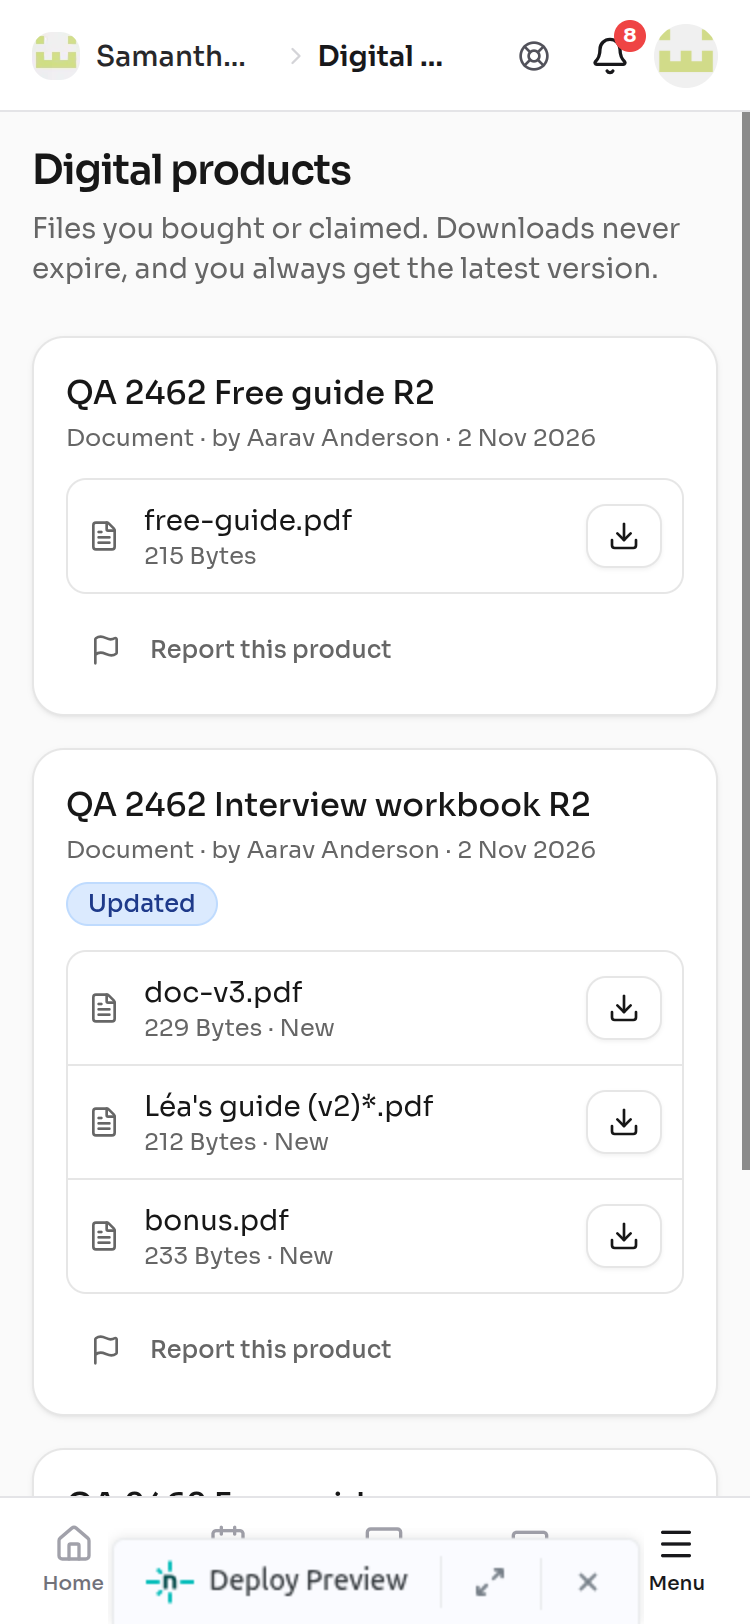 Samanth...
Digital ...
8
Digital products
Files you bought or claimed. Downloads never
expire, and you always get the latest version.
QA 2462 Free guide R2
Document · by Aarav Anderson · 2 Nov 2026
free-guide.pdf
215 Bytes
Report this product
QA 2462 Interview workbook R2
Document · by Aarav Anderson · 2 Nov 2026
Updated
doc-v3.pdf
229 Bytes · New
Léa's guide (v2)*.pdf
212 Bytes · New
bonus.pdf
233 Bytes · New
Report this product
Home
Deploy Preview
Menu